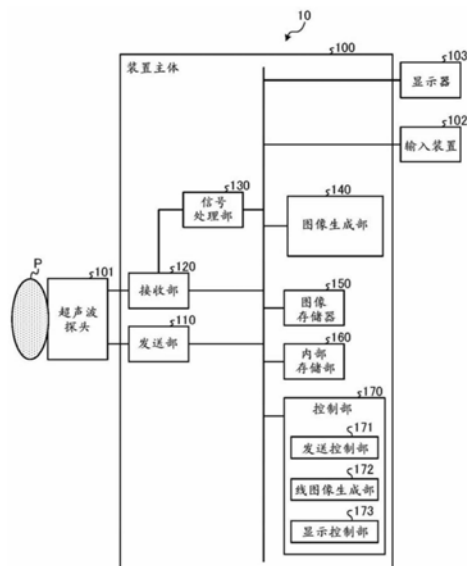 10
100
装置主体
103
显示器
102
输入装置
130
信号
处理部
140
图像生成部
P
101
超声波
探头
120
接收部
110
发送部
150
图像
存储器
160
内部
存储部
170
控制部
171
发送控制部
172
线图像生成部
173
显示控制部